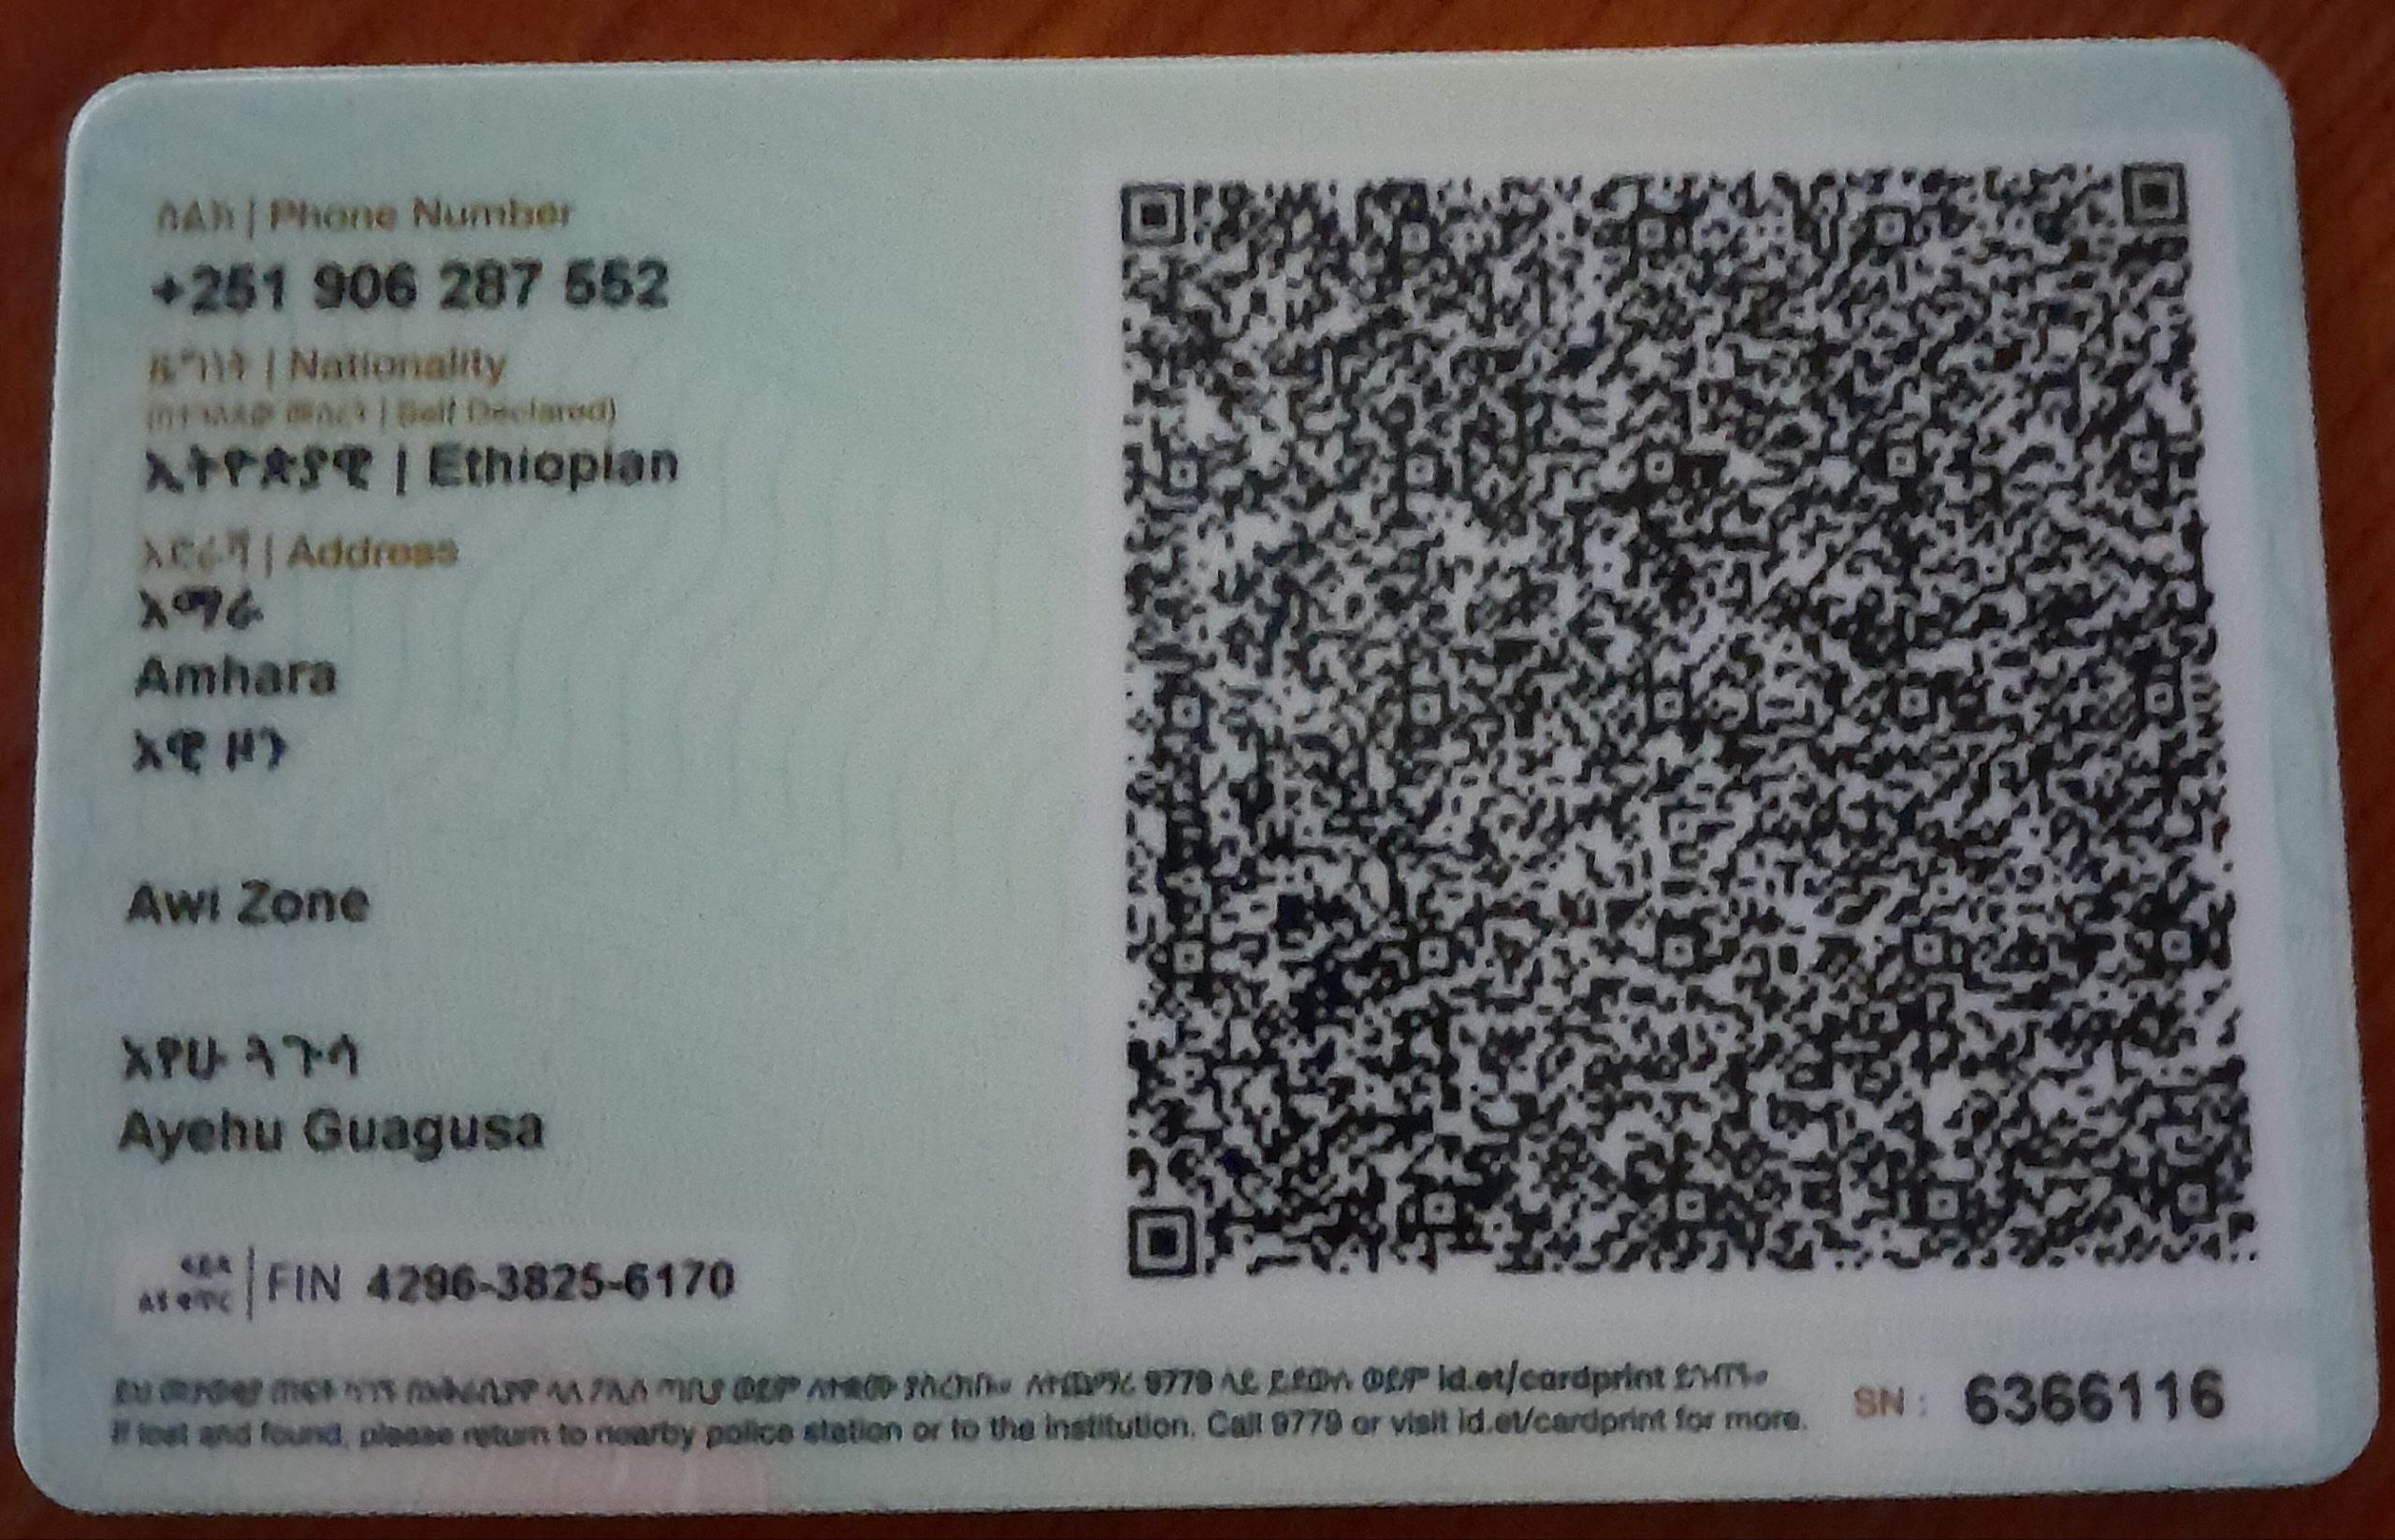 ስልክ | Phone Number
+251 906 287 552
ዜግነት | Nationality
| Self Declared)
ኢትዮጵያዊ | Ethiopian
አድራሻ | Address
አማራ
Amhara
አዊ ዞን
Awi Zone
አየሁ ጓጉሳ
Ayehu Guagusa
FIN 4296-3825-6170
9779 ላይ ይደውሉ ወይም id.et/cardprint ይጎብኙ።
If lost and found, please return to nearby police station or to the institution. Call 9779 or visit id.et/cardprint for more.
SN : 6366116